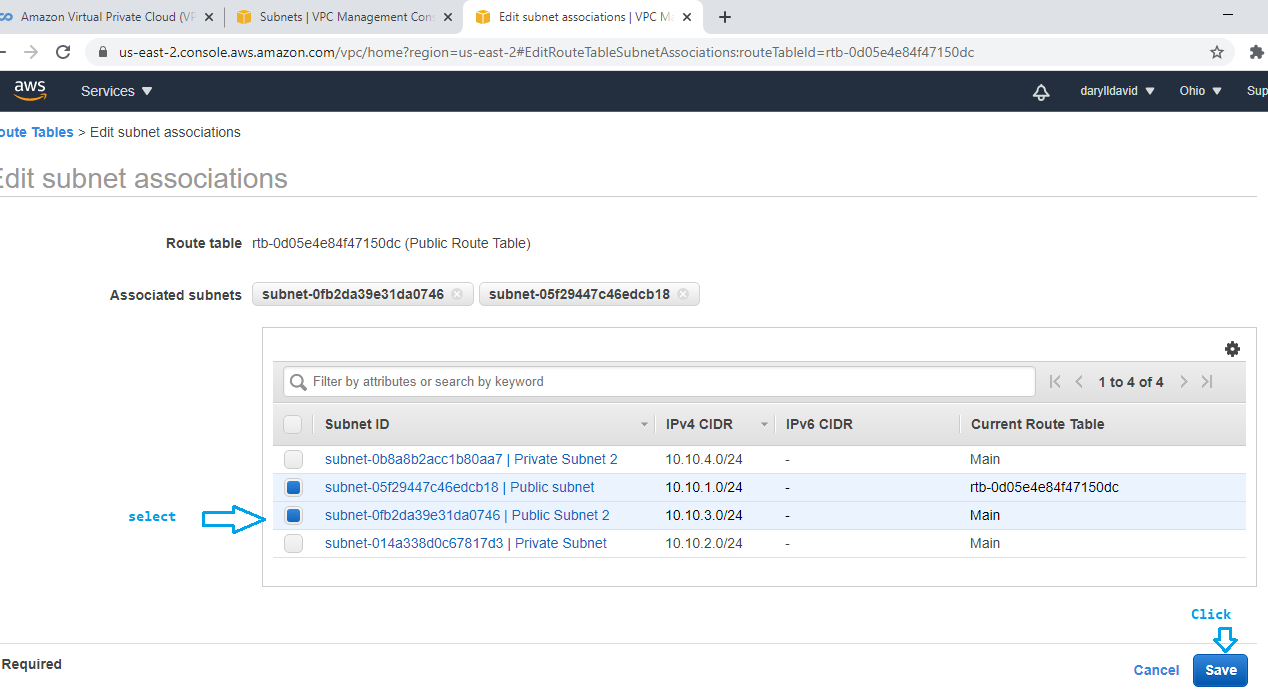 Amazon Virtual Private Cloud (VP
Subnets | VPC Management Con
Edit subnet associations | VPC Ma
us-east-2.console.aws.amazon.com/vpc/home?region=us-east-2#EditRouteTableSubnetAssociations:routeTableId=rtb-0d05e4e84f47150dc
aws Services darylldavid Ohio Sup
oute Tables > Edit subnet associations
Edit subnet associations
Route table rtb-0d05e4e84f47150dc (Public Route Table)
Associated subnets subnet-0fb2da39e31da0746 subnet-05f29447c46edcb18
Filter by attributes or search by keyword 1 to 4 of 4
Subnet ID IPv4 CIDR IPv6 CIDR Current Route Table
subnet-0b8a8b2acc1b80aa7 | Private Subnet 2 10.10.4.0/24 - Main
subnet-05f29447c46edcb18 | Public subnet 10.10.1.0/24 - rtb-0d05e4e84f47150dc
subnet-0fb2da39e31da0746 | Public Subnet 2 10.10.3.0/24 - Main
select
subnet-014a338d0c67817d3 | Private Subnet 10.10.2.0/24 - Main
Click
Required
Cancel Save